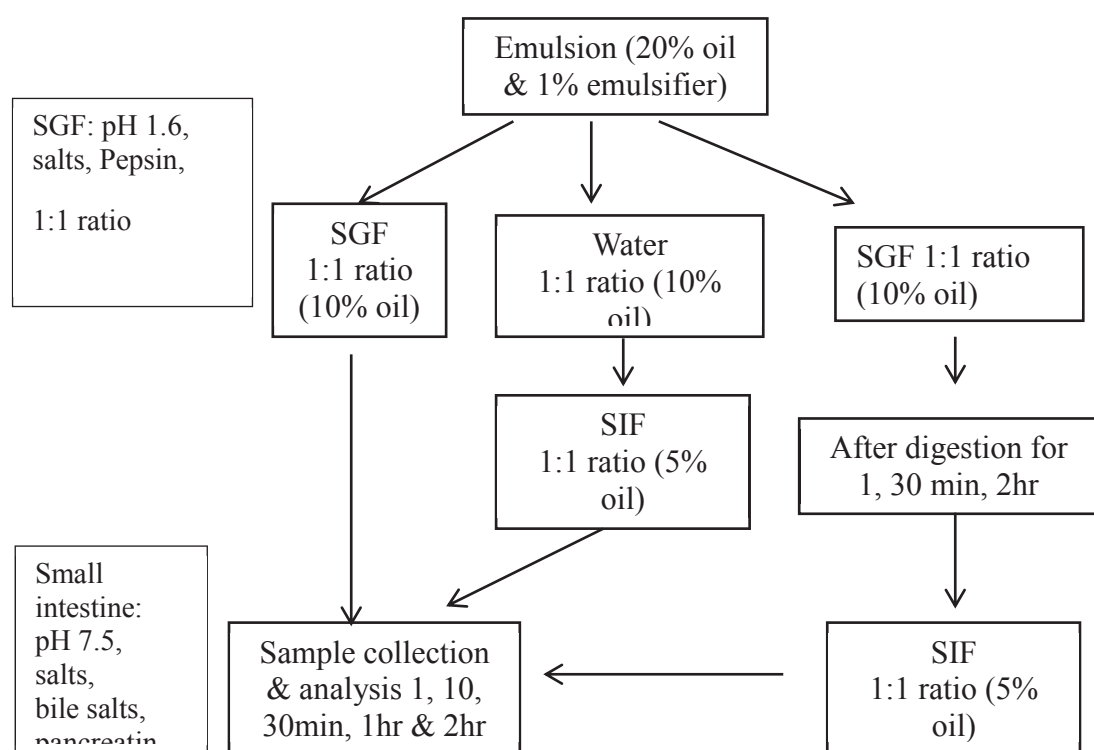 Emulsion (20% oil
& 1% emulsifier)
SGF: pH 1.6,
salts, Pepsin,
1:1 ratio
SGF
1:1 ratio
(10% oil)
Water
1:1 ratio (10%
oil)
SGF 1:1 ratio
(10% oil)
SIF
1:1 ratio (5%
oil)
After digestion for
1, 30 min, 2hr
Small
intestine:
pH 7.5,
salts,
bile salts,
pancreatin
Sample collection
& analysis 1, 10,
30min, 1hr & 2hr
SIF
1:1 ratio (5%
oil)